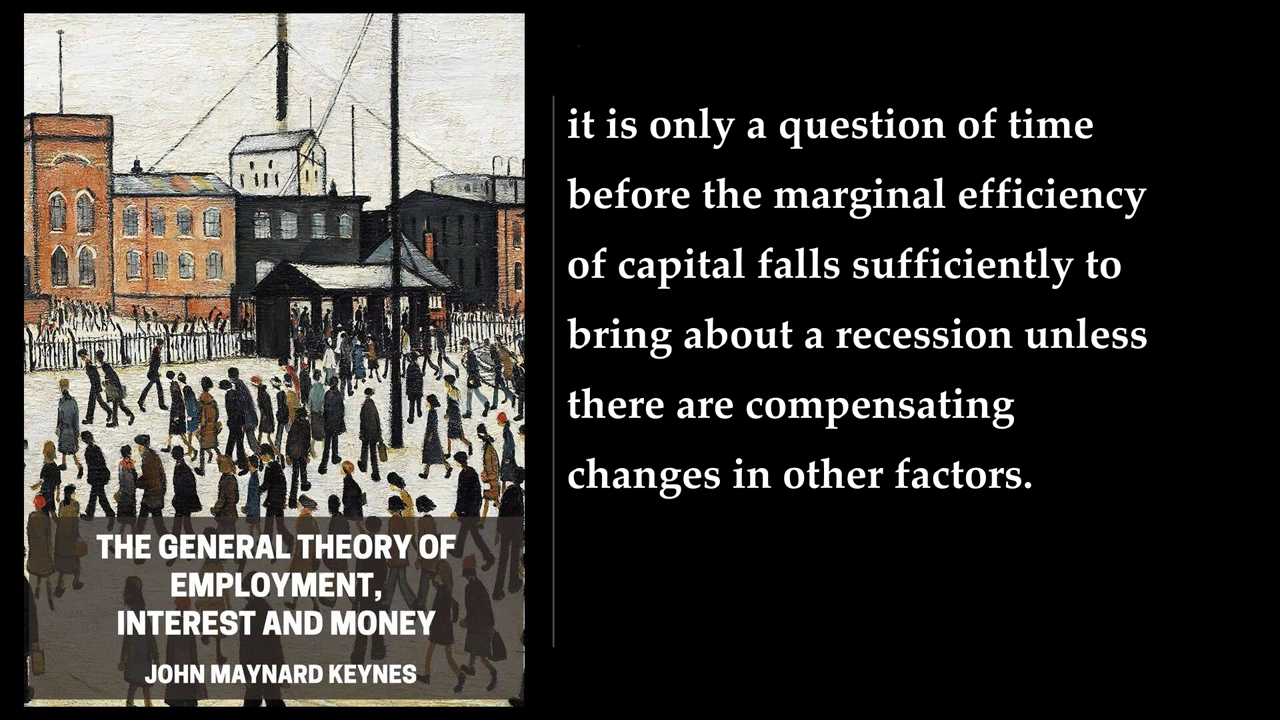 it is only a question of time
before the marginal efficiency
of capital falls sufficiently to
bring about a recession unless
there are compensating
changes in other factors.
THE GENERAL THEORY OF
EMPLOYMENT,
INTEREST AND MONEY
JOHN MAYNARD KEYNES